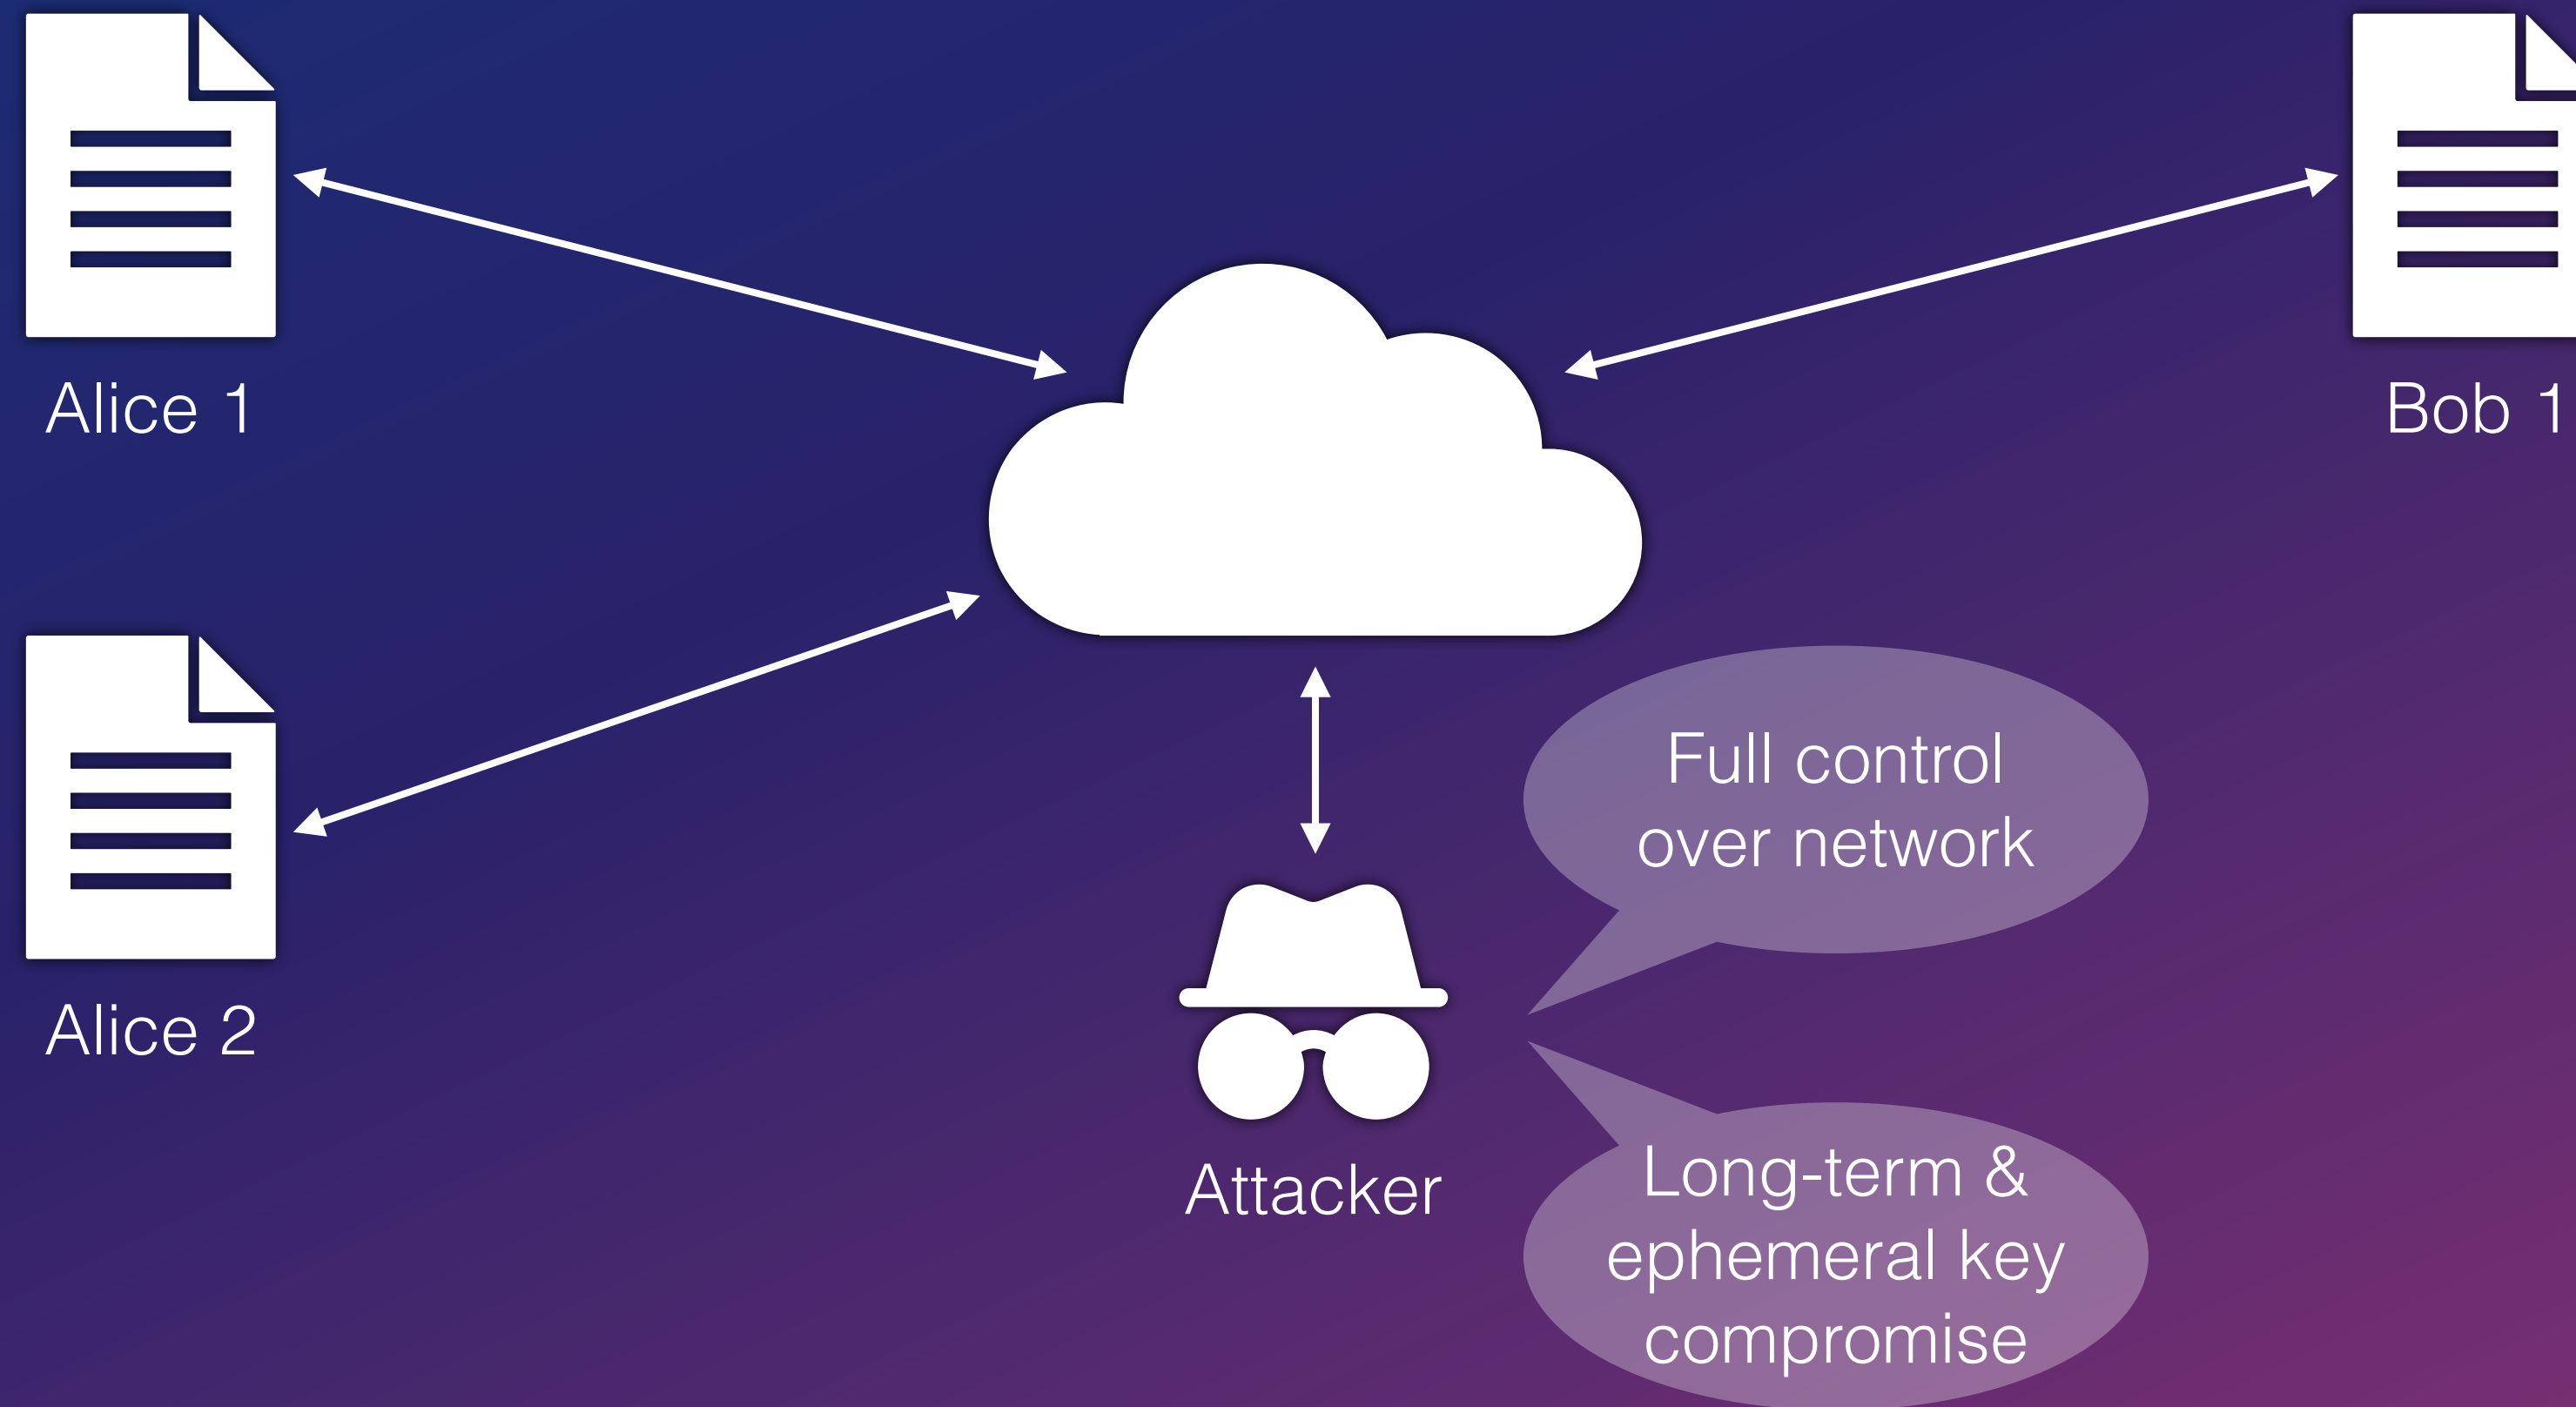 Alice 1
Bob 1
Full control
over network
Alice 2
Attacker
Long-term &
ephemeral key
compromise